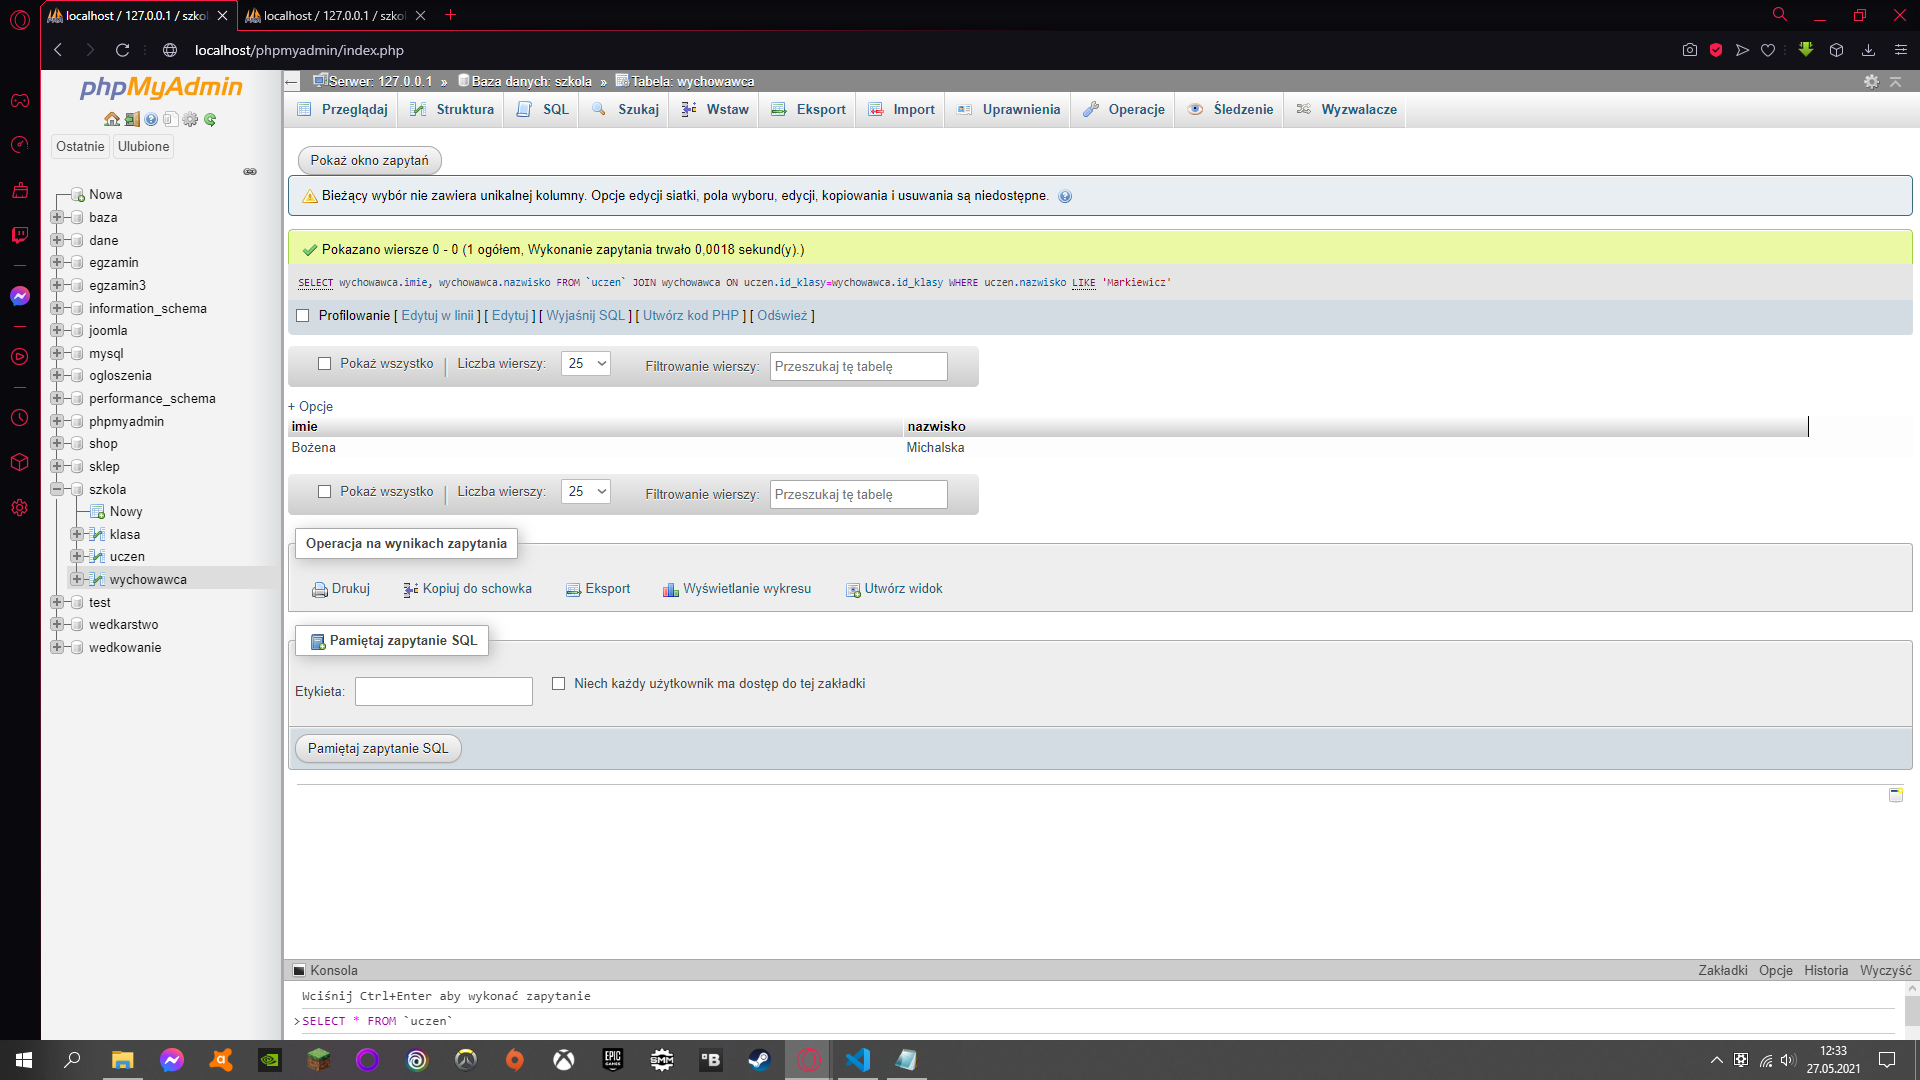 localhost / 127.0.0.1 / szko
localhost / 127.0.0.1 / szko
localhost/phpmyadmin/index.php
phpMyAdmin
Ostatnie
Ulubione
Nowa
baza
dane
egzamin
egzamin3
information_schema
joomla
mysql
ogloszenia
performance_schema
phpmyadmin
shop
sklep
szkola
Nowy
klasa
uczen
wychowawca
test
wedkarstwo
wedkowanie
Serwer: 127.0.0.1 » Baza danych: szkola » Tabela: wychowawca
Przeglądaj Struktura SQL Szukaj Wstaw Eksport Import Uprawnienia Operacje Śledzenie Wyzwalacze
Pokaż okno zapytań
Bieżący wybór nie zawiera unikalnej kolumny. Opcje edycji siatki, pola wyboru, edycji, kopiowania i usuwania są niedostępne.
Pokazano wiersze 0 - 0 (1 ogółem, Wykonanie zapytania trwało 0,0018 sekund(y).)
SELECT wychowawca.imie, wychowawca.nazwisko FROM `uczen` JOIN wychowawca ON uczen.id_klasy=wychowawca.id_klasy WHERE uczen.nazwisko LIKE 'Markiewicz'
Profilowanie [ Edytuj w linii ] [ Edytuj ] [ Wyjaśnij SQL ] [ Utwórz kod PHP ] [ Odśwież ]
Pokaż wszystko Liczba wierszy: 25 Filtrowanie wierszy: Przeszukaj tę tabelę
+ Opcje
imie nazwisko
Bożena Michalska
Pokaż wszystko Liczba wierszy: 25 Filtrowanie wierszy: Przeszukaj tę tabelę
Operacja na wynikach zapytania
Drukuj Kopiuj do schowka Eksport Wyświetlanie wykresu Utwórz widok
Pamiętaj zapytanie SQL
Etykieta: Niech każdy użytkownik ma dostęp do tej zakładki
Pamiętaj zapytanie SQL
Konsola Zakładki Opcje Historia Wyczyść
Wciśnij Ctrl+Enter aby wykonać zapytanie
>SELECT * FROM `uczen`
EPIC GAMES
SMM
B
12:33
27.05.2021